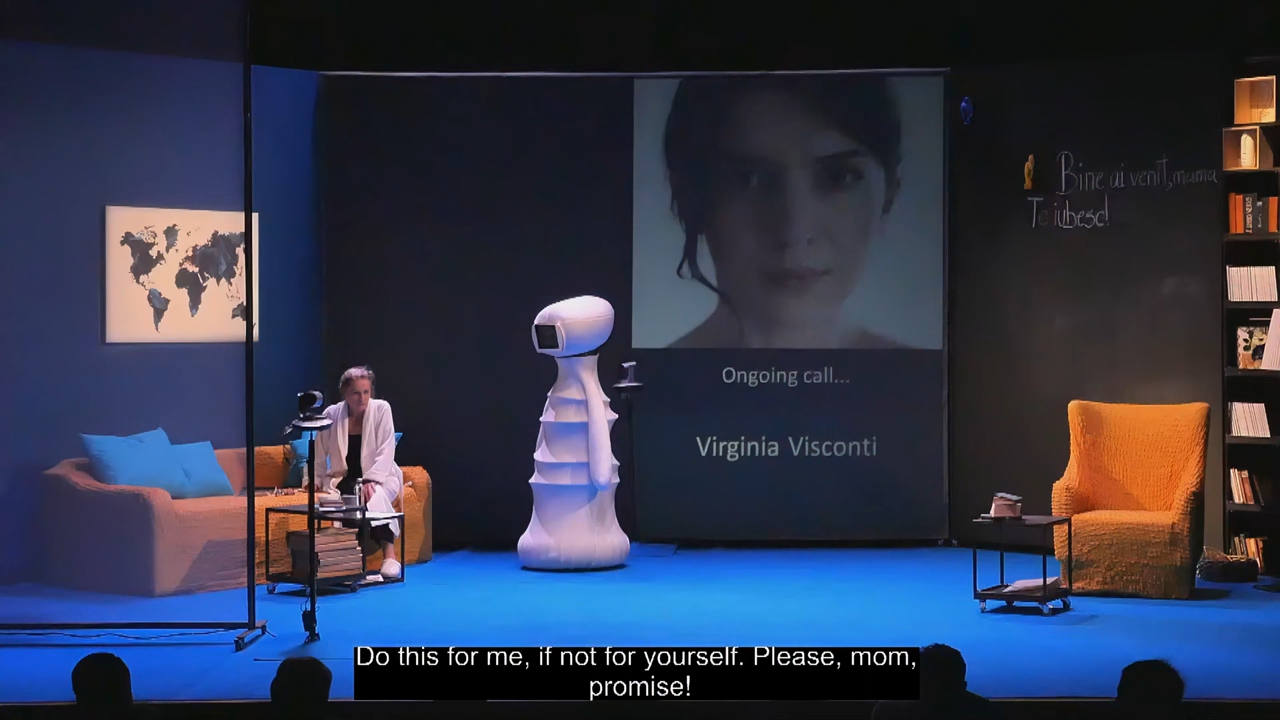 Bine ai venit, mama
Te iubesc!
Ongoing call...
Virginia Visconti
Do this for me, if not for yourself. Please, mom,
promise!